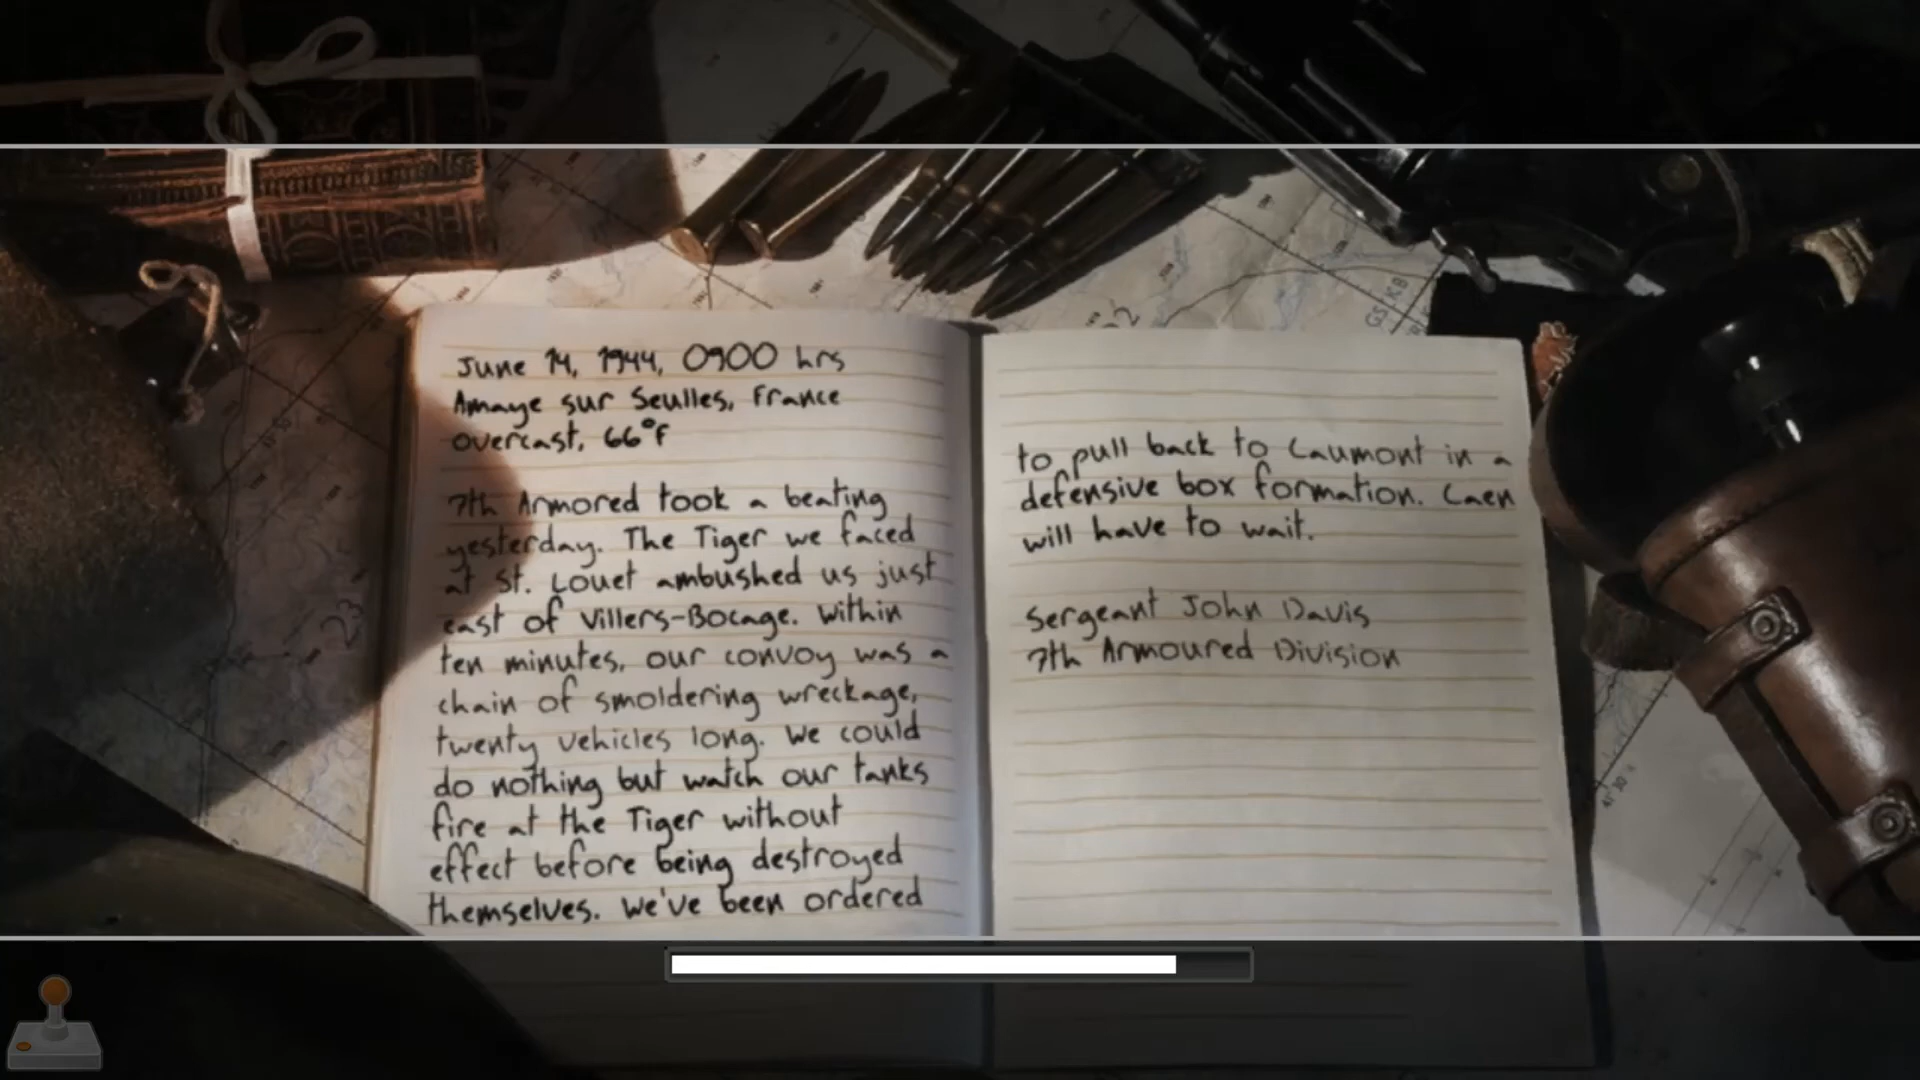 June 14, 1944, 0900 hrs
Amaye sur Seulles, France
overcast, 66°F
7th Armored took a beating
yesterday. The Tiger we faced
at St. Louet ambushed us just
east of Villers-Bocage. Within
ten minutes, our convoy was a
chain of smoldering wreckage,
twenty vehicles long. We could
do nothing but watch our tanks
fire at the Tiger without
effect before being destroyed
themselves. We've been ordered
to pull back to Caumont in a
defensive box formation. Caen
will have to wait.
Sergeant John Davis
7th Armoured Division
GSKB
23